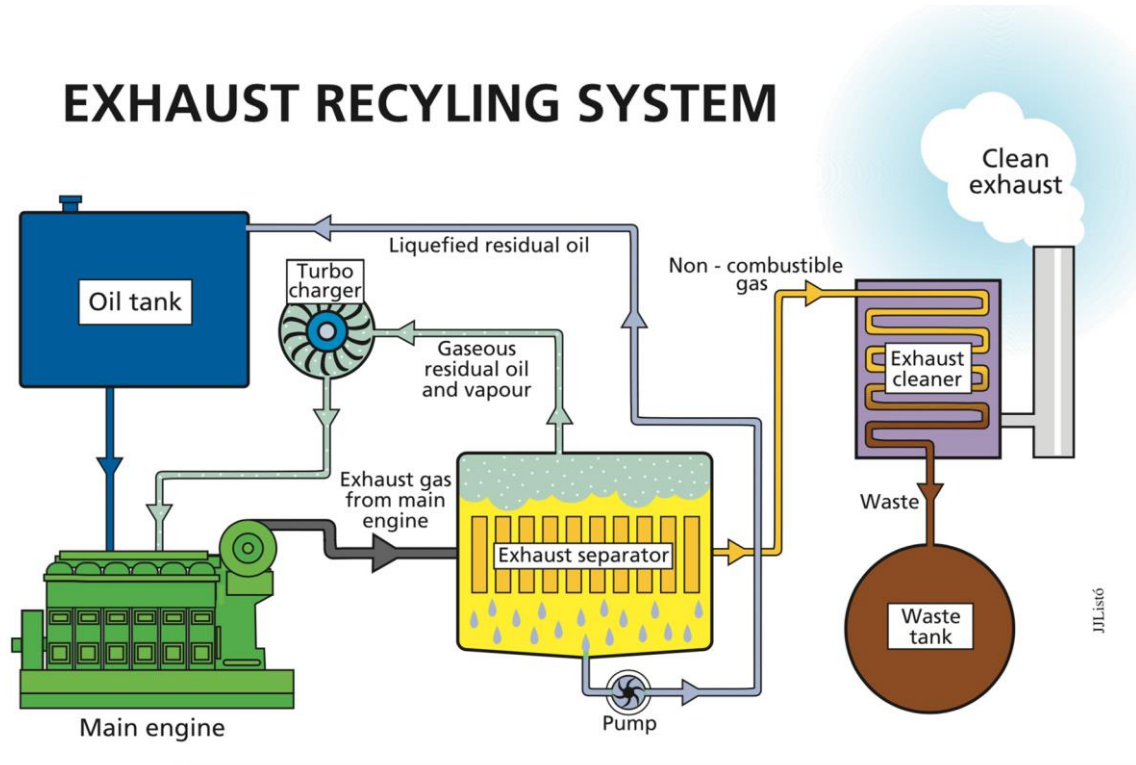 EXHAUST RECYLING SYSTEM
Clean
exhaust
Liquefied residual oil
Non - combustible
gas
Turbo
charger
Oil tank
Gaseous
residual oil
and vapour
Exhaust
cleaner
Exhaust gas
from main
engine
Waste
Exhaust separator
JJListó
Waste
tank
Main engine
Pump